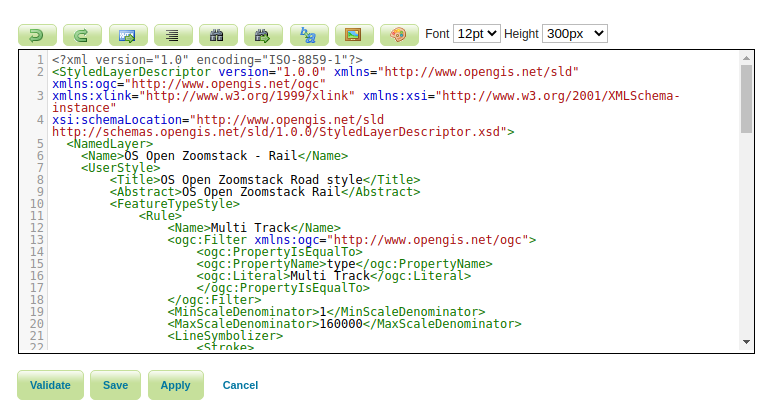 Font 12pt Height 300px
1 <?xml version="1.0" encoding="ISO-8859-1"?>
2 <StyledLayerDescriptor version="1.0.0" xmlns="http://www.opengis.net/sld"
xmlns:ogc="http://www.opengis.net/ogc"
3 xmlns:xlink="http://www.w3.org/1999/xlink" xmlns:xsi="http://www.w3.org/2001/XMLSchema-
instance"
4 xsi:schemaLocation="http://www.opengis.net/sld
http://schemas.opengis.net/sld/1.0.0/StyledLayerDescriptor.xsd">
5 <NamedLayer>
6 <Name>OS Open Zoomstack - Rail</Name>
7 <UserStyle>
8 <Title>OS Open Zoomstack Road style</Title>
9 <Abstract>OS Open Zoomstack Rail</Abstract>
10 <FeatureTypeStyle>
11 <Rule>
12 <Name>Multi Track</Name>
13 <ogc:Filter xmlns:ogc="http://www.opengis.net/ogc">
14 <ogc:PropertyIsEqualTo>
15 <ogc:PropertyName>type</ogc:PropertyName>
16 <ogc:Literal>Multi Track</ogc:Literal>
17 </ogc:PropertyIsEqualTo>
18 </ogc:Filter>
19 <MinScaleDenominator>1</MinScaleDenominator>
20 <MaxScaleDenominator>160000</MaxScaleDenominator>
21 <LineSymbolizer>
22 <Stroke>
Validate Save Apply Cancel